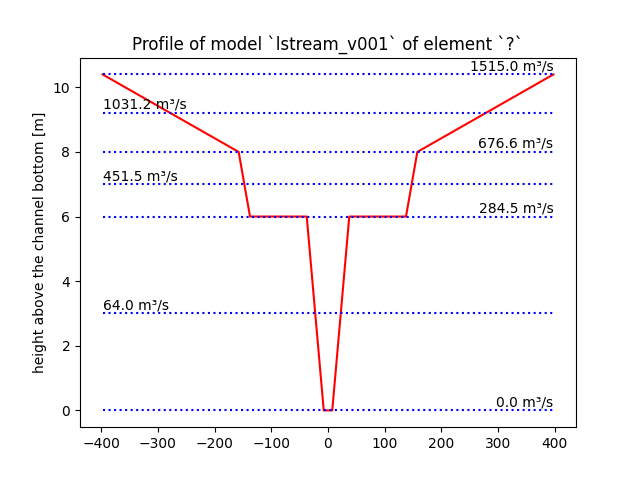 Profile of model `lstream_v001` of element `?`
height above the channel bottom [m]
10
8
6
4
2
0
1515.0 m³/s
1031.2 m³/s
676.6 m³/s
451.5 m³/s
284.5 m³/s
64.0 m³/s
0.0 m³/s
−400
−300
−200
−100
0
100
200
300
400